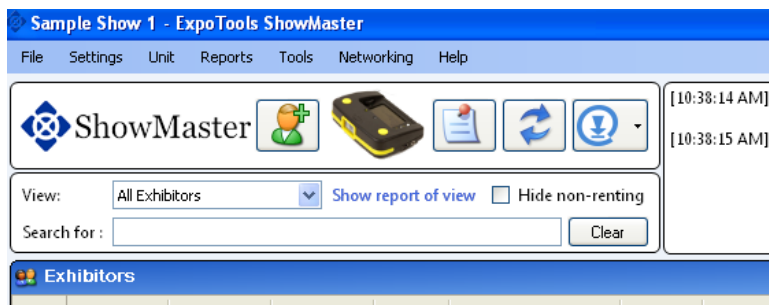 Sample Show 1 - ExpoTools ShowMaster
File Settings Unit Reports Tools Networking Help
ShowMaster
[10:38:14 AM]
[10:38:15 AM]
View: All Exhibitors Show report of view Hide non-renting
Search for : Clear
Exhibitors